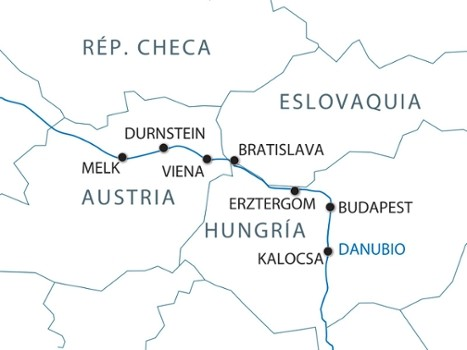 RÉP. CHECA
ESLOVAQUIA
DURNSTEIN
BRATISLAVA
MELK
VIENA
AUSTRIA
ERZTERGOM
BUDAPEST
HUNGRÍA
KALOCSA
DANUBIO